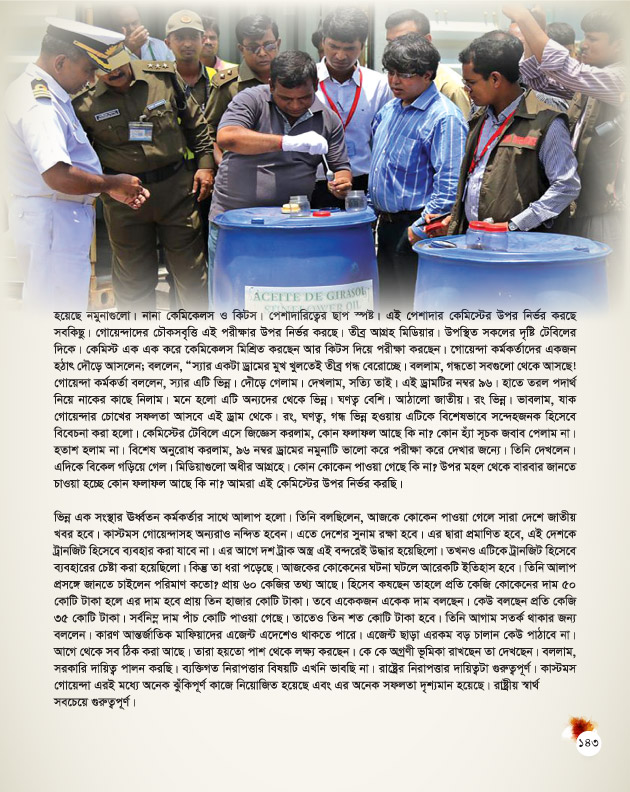 ACEITE DE GIRASOL
SUNFLOWER OIL
হয়েছে নমুনাগুলো। নানা কেমিকেলস ও কিটস। পেশাদারিত্বের ছাপ স্পষ্ট। এই পেশাদার কেমিস্টের উপর নির্ভর করছে
সবকিছু। গোয়েন্দাদের চৌকসবৃত্তি এই পরীক্ষার উপর নির্ভর করছে। তীব্র আগ্রহ মিডিয়ার। উপস্থিত সকলের দৃষ্টি টেবিলের
দিকে। কেমিস্ট এক এক করে কেমিকেলস মিশ্রিত করছেন আর কিটস দিয়ে পরীক্ষা করছেন। গোয়েন্দা কর্মকর্তাদের একজন
হঠাৎ দৌড়ে আসলেন; বললেন, “স্যার একটা ড্রামের মুখ খুলতেই তীব্র গন্ধ বেরোচ্ছে। বললাম, গন্ধতো সবগুলো থেকে আসছে!
গোয়েন্দা কর্মকর্তা বললেন, স্যার এটি ভিন্ন। দৌড়ে গেলাম। দেখলাম, সত্যি তাই। এই ড্রামটির নম্বর ৯৬। হাতে তরল পদার্থ
নিয়ে নাকের কাছে নিলাম। মনে হলো এটি অন্যদের থেকে ভিন্ন। ঘণত্ব বেশি। আঠালো জাতীয়। রং ভিন্ন। ভাবলাম, যাক
গোয়েন্দার চোখের সফলতা আসবে এই ড্রাম থেকে। রং, ঘণত্ব, গন্ধ ভিন্ন হওয়ায় এটিকে বিশেষভাবে সন্দেহজনক হিসেবে
বিবেচনা করা হলো। কেমিস্টের টেবিলে এসে জিজ্ঞেস করলাম, কোন ফলাফল আছে কি না? কোন হ্যাঁ সূচক জবাব পেলাম না।
হতাশ হলাম না। বিশেষ অনুরোধ করলাম, ৯৬ নম্বর ড্রামের নমুনাটি ভালো করে পরীক্ষা করে দেখার জন্যে। তিনি দেখলেন।
এদিকে বিকেল গড়িয়ে গেল। মিডিয়াগুলো অধীর আগ্রহে। কোন কোকেন পাওয়া গেছে কি না? উপর মহল থেকে বারবার জানতে
চাওয়া হচ্ছে কোন ফলাফল আছে কি না? আমরা এই কেমিস্টের উপর নির্ভর করছি।
ভিন্ন এক সংস্থার ঊর্ধ্বতন কর্মকর্তার সাথে আলাপ হলো। তিনি বলছিলেন, আজকে কোকেন পাওয়া গেলে সারা দেশে জাতীয়
খবর হবে। কাস্টমস গোয়েন্দাসহ অন্যরাও নন্দিত হবেন। এতে দেশের সুনাম রক্ষা হবে। এর দ্বারা প্রমাণিত হবে, এই দেশকে
ট্রানজিট হিসেবে ব্যবহার করা যাবে না। এর আগে দশ ট্রাক অস্ত্র এই বন্দরেই উদ্ধার হয়েছিলো। তখনও এটিকে ট্রানজিট হিসেবে
ব্যবহারের চেষ্টা করা হয়েছিলো। কিন্তু তা ধরা পড়েছে। আজকের কোকেনের ঘটনা ঘটলে আরেকটি ইতিহাস হবে। তিনি আলাপ
প্রসঙ্গে জানতে চাইলেন পরিমাণ কতো? প্রায় ৬০ কেজির তথ্য আছে। হিসেব কষছেন তাহলে প্রতি কেজি কোকেনের দাম ৫০
কোটি টাকা হলে এর দাম হবে প্রায় তিন হাজার কোটি টাকা। তবে একেকজন একেক দাম বলছেন। কেউ বলছেন প্রতি কেজি
৩৫ কোটি টাকা। সর্বনিম্ন দাম পাঁচ কোটি পাওয়া গেছে। তাতেও তিন শত কোটি টাকা হবে। তিনি আগাম সতর্ক থাকার জন্য
বললেন। কারণ আন্তর্জাতিক মাফিয়াদের এজেন্ট এদেশেও থাকতে পারে। এজেন্ট ছাড়া এরকম বড় চালান কেউ পাঠাবে না।
আগে থেকে সব ঠিক করা আছে। তারা হয়তো পাশ থেকে লক্ষ্য করছেন। কে কে অগ্রণী ভূমিকা রাখছেন তা দেখছেন। বললাম,
সরকারি দায়িত্ব পালন করছি। ব্যক্তিগত নিরাপত্তার বিষয়টি এখনি ভাবছি না। রাষ্ট্রের নিরাপত্তার দায়িত্বটা গুরুত্বপূর্ণ। কাস্টমস
গোয়েন্দা এরই মধ্যে অনেক ঝুঁকিপূর্ণ কাজে নিয়োজিত হয়েছে এবং এর অনেক সফলতা দৃশ্যমান হয়েছে। রাষ্ট্রীয় স্বার্থ
সবচেয়ে গুরুত্বপূর্ণ।
১৪৩